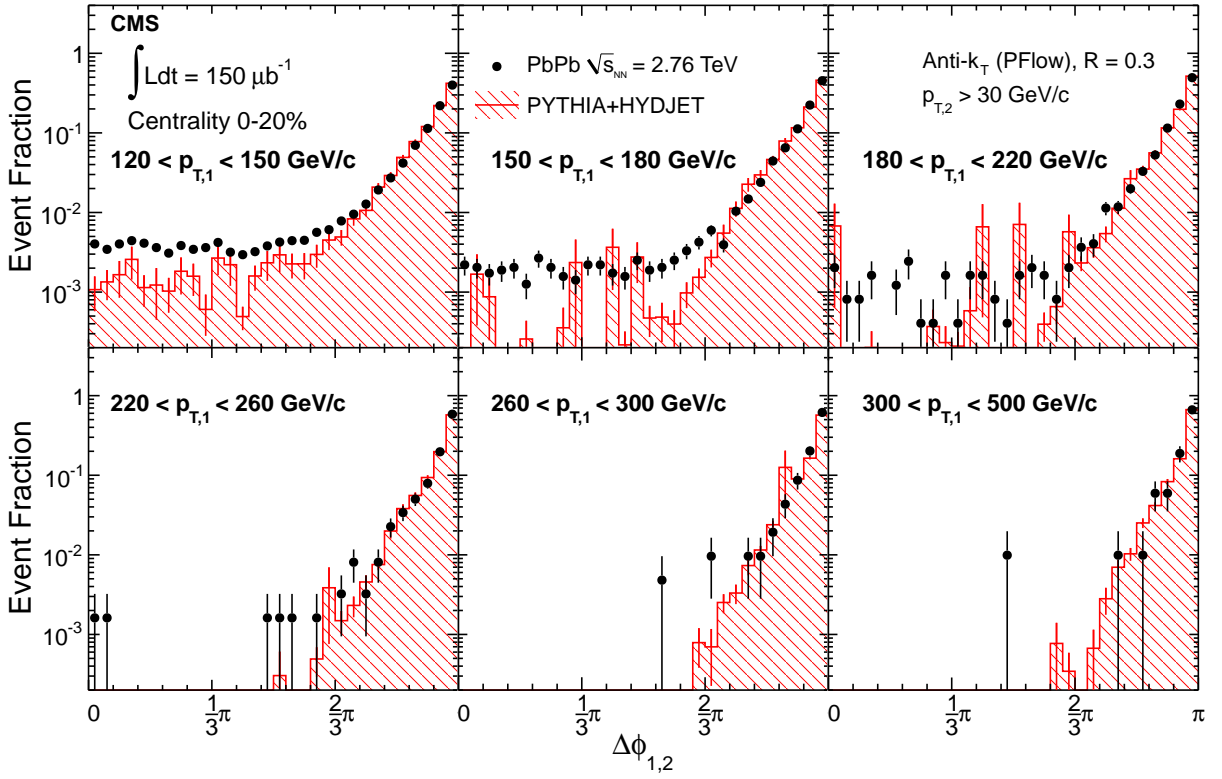 CMS
∫Ldt = 150 μb⁻¹
Centrality 0-20%
120 < p_T,1 < 150 GeV/c
PbPb √s_NN = 2.76 TeV
PYTHIA+HYDJET
150 < p_T,1 < 180 GeV/c
Anti-k_T (PFlow), R = 0.3
p_T,2 > 30 GeV/c
180 < p_T,1 < 220 GeV/c
Event Fraction
1
10⁻¹
10⁻²
10⁻³
220 < p_T,1 < 260 GeV/c
260 < p_T,1 < 300 GeV/c
300 < p_T,1 < 500 GeV/c
Event Fraction
1
10⁻¹
10⁻²
10⁻³
0 1/3π 2/3π 0 1/3π 2/3π 0 1/3π 2/3π π
Δϕ_1,2